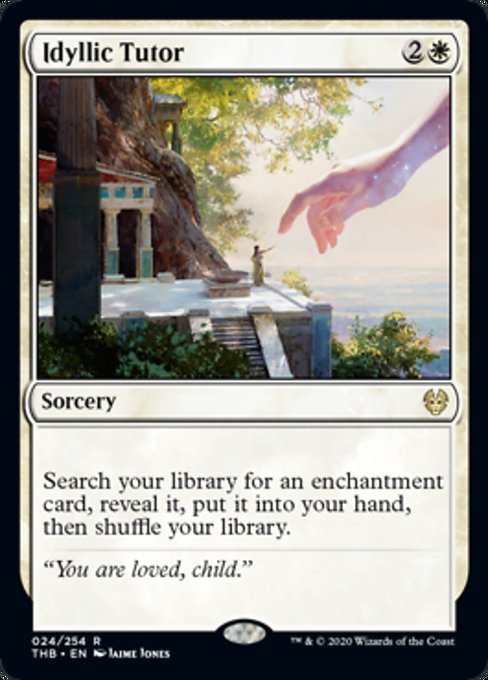 Idyllic Tutor 2
Sorcery
Search your library for an enchantment
card, reveal it, put it into your hand,
then shuffle your library.
“You are loved, child.”
024/254 R
THB • EN Jaime Jones
™ & © 2020 Wizards of the Coast